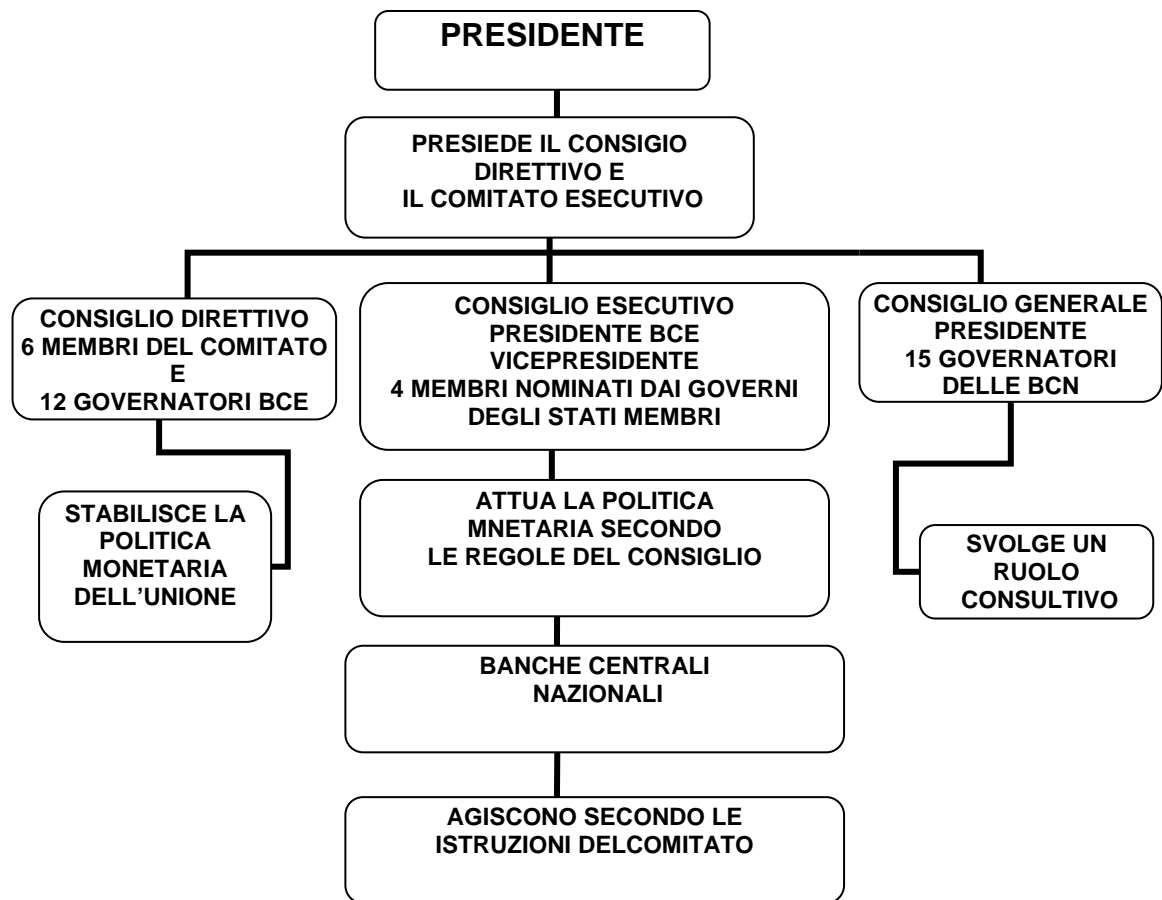 PRESIDENTE
PRESIEDE IL CONSIGIO
DIRETTIVO E
IL COMITATO ESECUTIVO
CONSIGLIO DIRETTIVO
6 MEMBRI DEL COMITATO
E
12 GOVERNATORI BCE
CONSIGLIO ESECUTIVO
PRESIDENTE BCE
VICEPRESIDENTE
4 MEMBRI NOMINATI DAI GOVERNI
DEGLI STATI MEMBRI
CONSIGLIO GENERALE
PRESIDENTE
15 GOVERNATORI
DELLE BCN
STABILISCE LA
POLITICA
MONETARIA
DELL’UNIONE
ATTUA LA POLITICA
MNETARIA SECONDO
LE REGOLE DEL CONSIGLIO
SVOLGE UN
RUOLO
CONSULTIVO
BANCHE CENTRALI
NAZIONALI
AGISCONO SECONDO LE
ISTRUZIONI DELCOMITATO